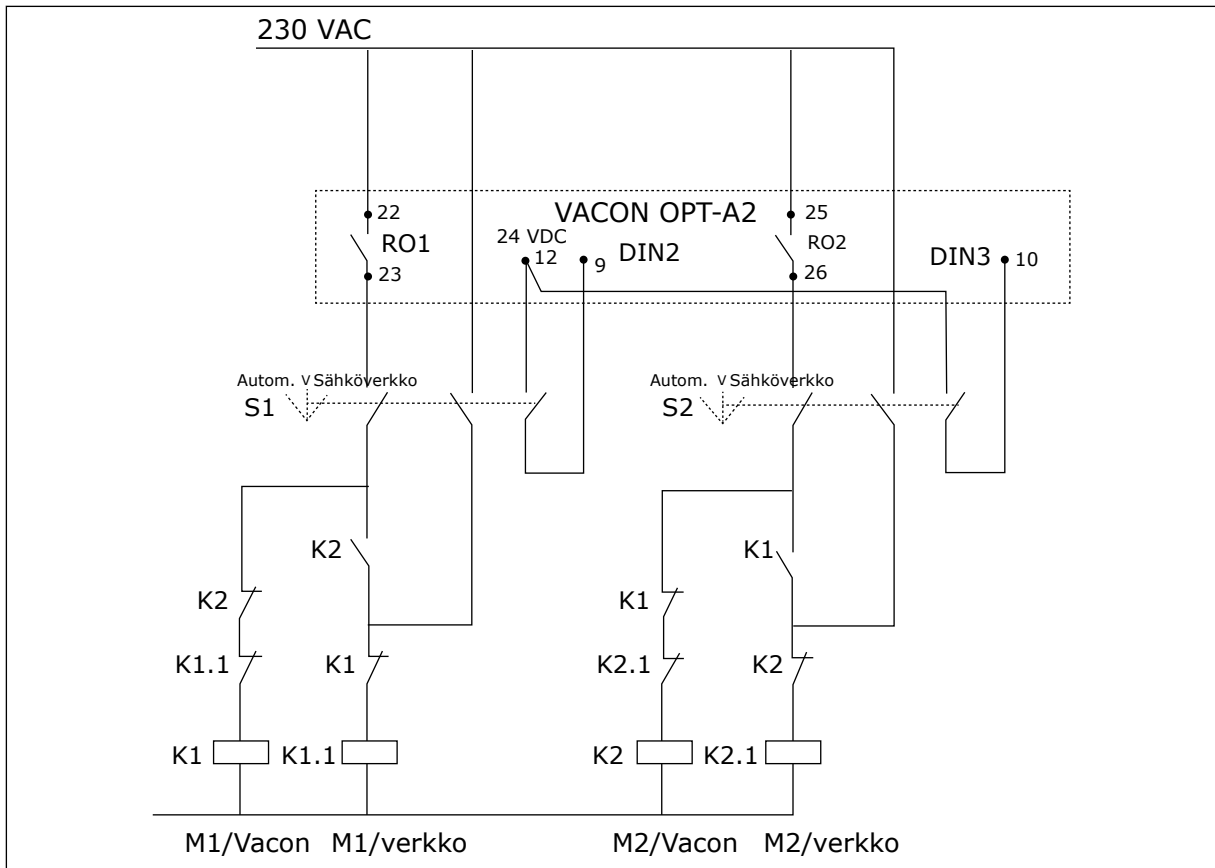 230 VAC
22
VACON OPT-A2
25
RO1
24 VDC
12
9
DIN2
RO2
DIN3
10
23
26
Autom. V Sähköverkko
S1
Autom. V Sähköverkko
S2
K2
K1
K2
K1
K1.1
K1
K2.1
K2
K1
K1.1
K2
K2.1
M1/Vacon
M1/verkko
M2/Vacon
M2/verkko